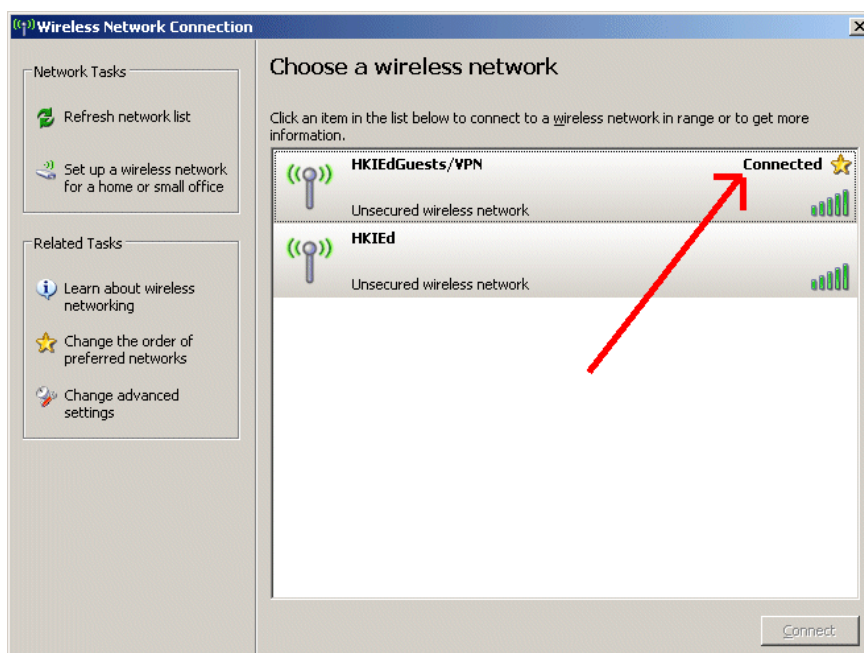 Wireless Network Connection
Network Tasks
Refresh network list
Set up a wireless network
for a home or small office
Related Tasks
Learn about wireless
networking
Change the order of
preferred networks
Change advanced
settings
Choose a wireless network
Click an item in the list below to connect to a wireless network in range or to get more
information.
HKIEdGuests/VPN Connected
Unsecured wireless network
HKIEd
Unsecured wireless network
Connect